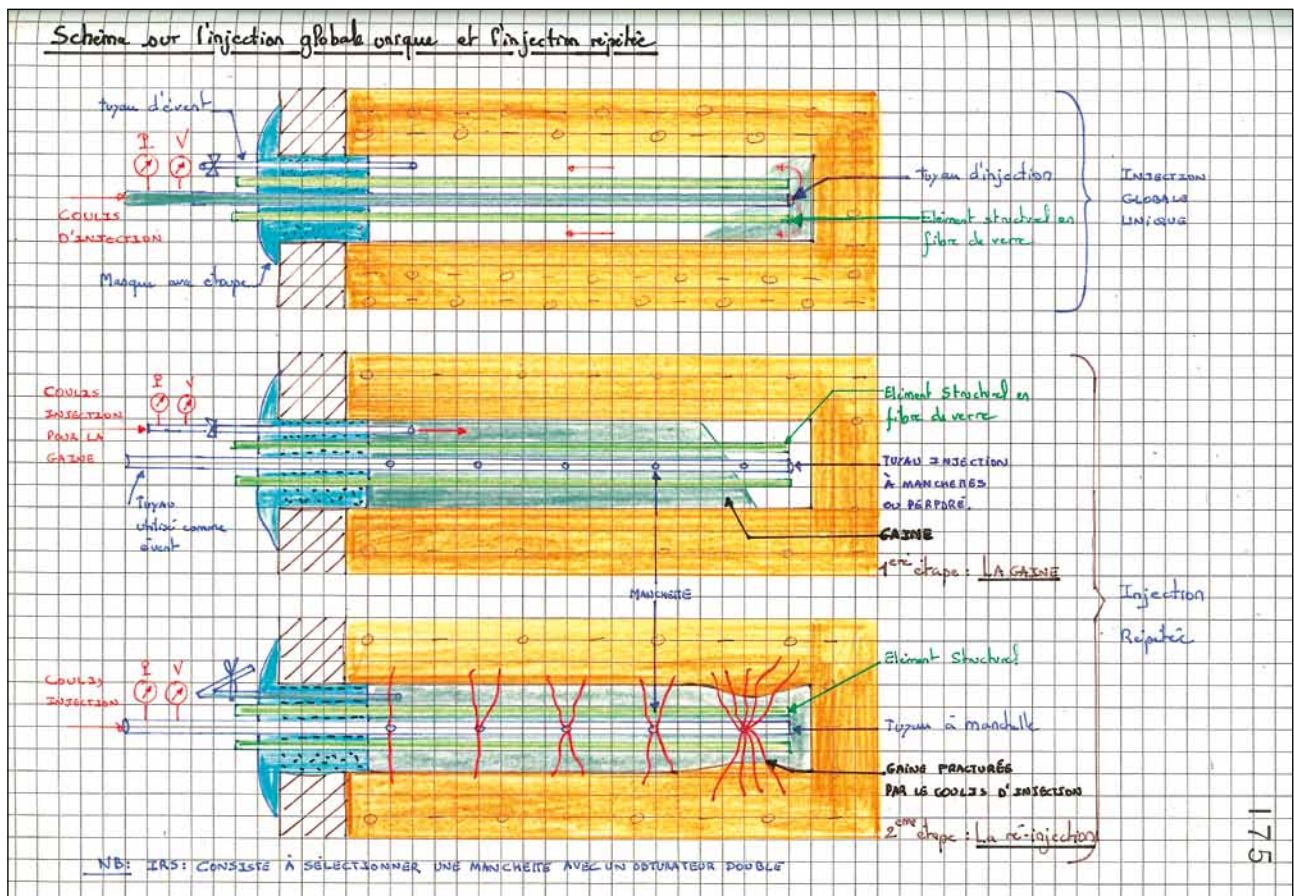 Schéma sur l'injection globale unique et l'injection répétée
tuyau d'évent
P V
COULIS
D'INJECTION
Masque avec étape
tuyau d'injection
Elément structurel en
fibre de verre
INJECTION
GLOBALE
UNIQUE
COULIS
INJECTION
POUR LA
GAINE
P V
Tuyau
utilisé comme
évent
Elément structurel en
fibre de verre
TUYAU INJECTION
À MANCHETTES
OU PERFORÉ.
GAINE
1ère étape : LA GAINE
MANCHETTE
Injection
Répétée
COULIS
INJECTION
P V
Elément structurel
Tuyau à manchette
GAINE FRACTURÉE
PAR LE COULIS D'INJECTION
2ème étape : La ré-injection
NB: IRS: CONSISTE À SÉLECTIONNER UNE MANCHETTE AVEC UN OBTURATEUR DOUBLE
175